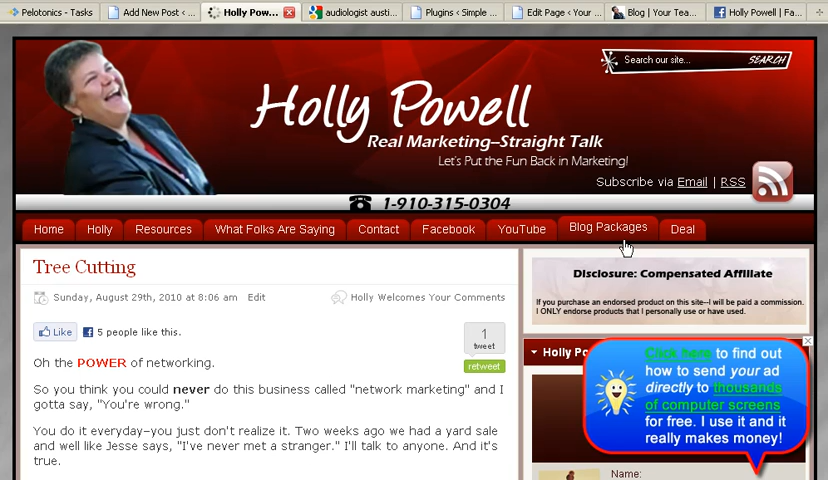 Pelotonics - Tasks
Add New Post < ...
Holly Pow...
audiologist austi...
Plugins < Simple ...
Edit Page < Your ...
Blog | Your Tea...
Holly Powell | Fa...
Search our site...
SEARCH
Holly Powell
Real Marketing–Straight Talk
Let's Put the Fun Back in Marketing!
Subscribe via Email | RSS
1-910-315-0304
Home
Holly
Resources
What Folks Are Saying
Contact
Facebook
YouTube
Blog Packages
Deal
Tree Cutting
Sunday, August 29th, 2010 at 8:06 am Edit
Holly Welcomes Your Comments
Like
5 people like this.
1
tweet
retweet
Oh the POWER of networking.
So you think you could never do this business called "network marketing" and I
gotta say, "You're wrong."
You do it everyday–you just don't realize it. Two weeks ago we had a yard sale
and well like Jesse says, "I've never met a stranger." I'll talk to anyone. And it's
true.
Disclosure: Compensated Affiliate
If you purchase an endorsed product on this site--I will be paid a commission.
I ONLY endorse products that I personally use or have used.
Holly Po
Click here to find out
how to send your ad
directly to thousands
of computer screens
for free. I use it and it
really makes money!
Name: